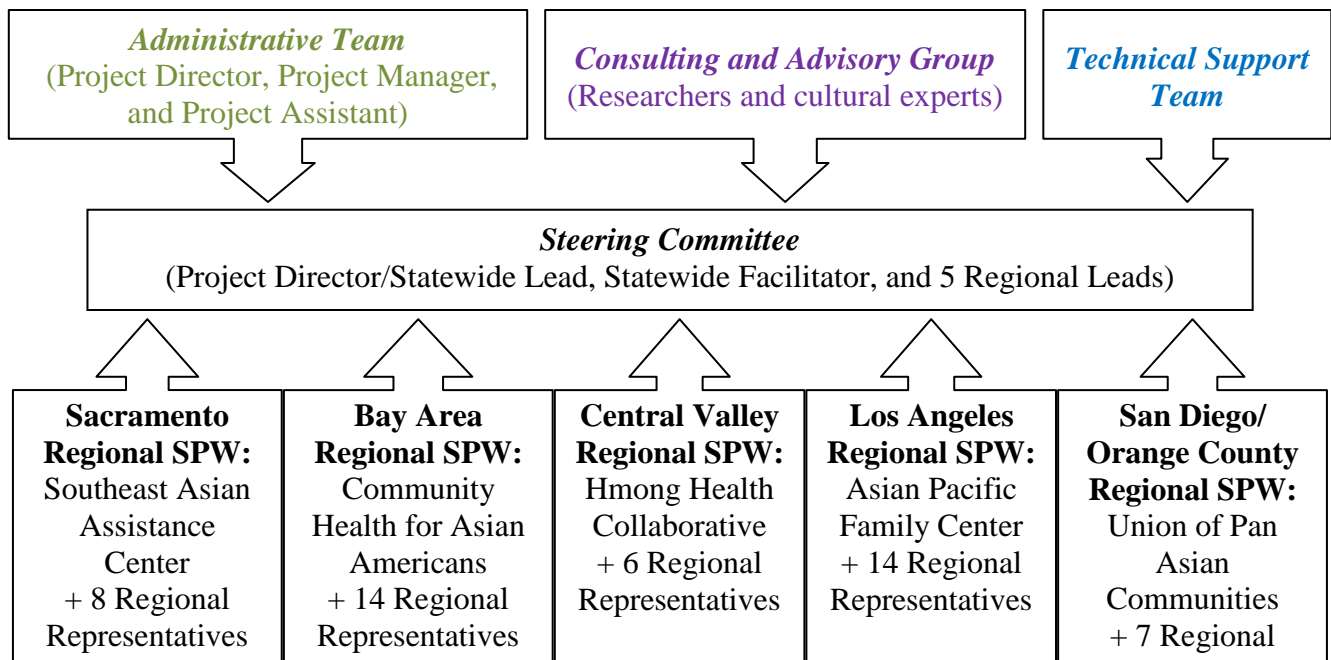 Administrative Team
(Project Director, Project Manager,
and Project Assistant)
Consulting and Advisory Group
(Researchers and cultural experts)
Technical Support
Team
Steering Committee
(Project Director/Statewide Lead, Statewide Facilitator, and 5 Regional Leads)
Sacramento
Regional SPW:
Southeast Asian
Assistance
Center
+ 8 Regional
Representatives
Bay Area
Regional SPW:
Community
Health for Asian
Americans
+ 14 Regional
Representatives
Central Valley
Regional SPW:
Hmong Health
Collaborative
+ 6 Regional
Representatives
Los Angeles
Regional SPW:
Asian Pacific
Family Center
+ 14 Regional
Representatives
San Diego/
Orange County
Regional SPW:
Union of Pan
Asian
Communities
+ 7 Regional